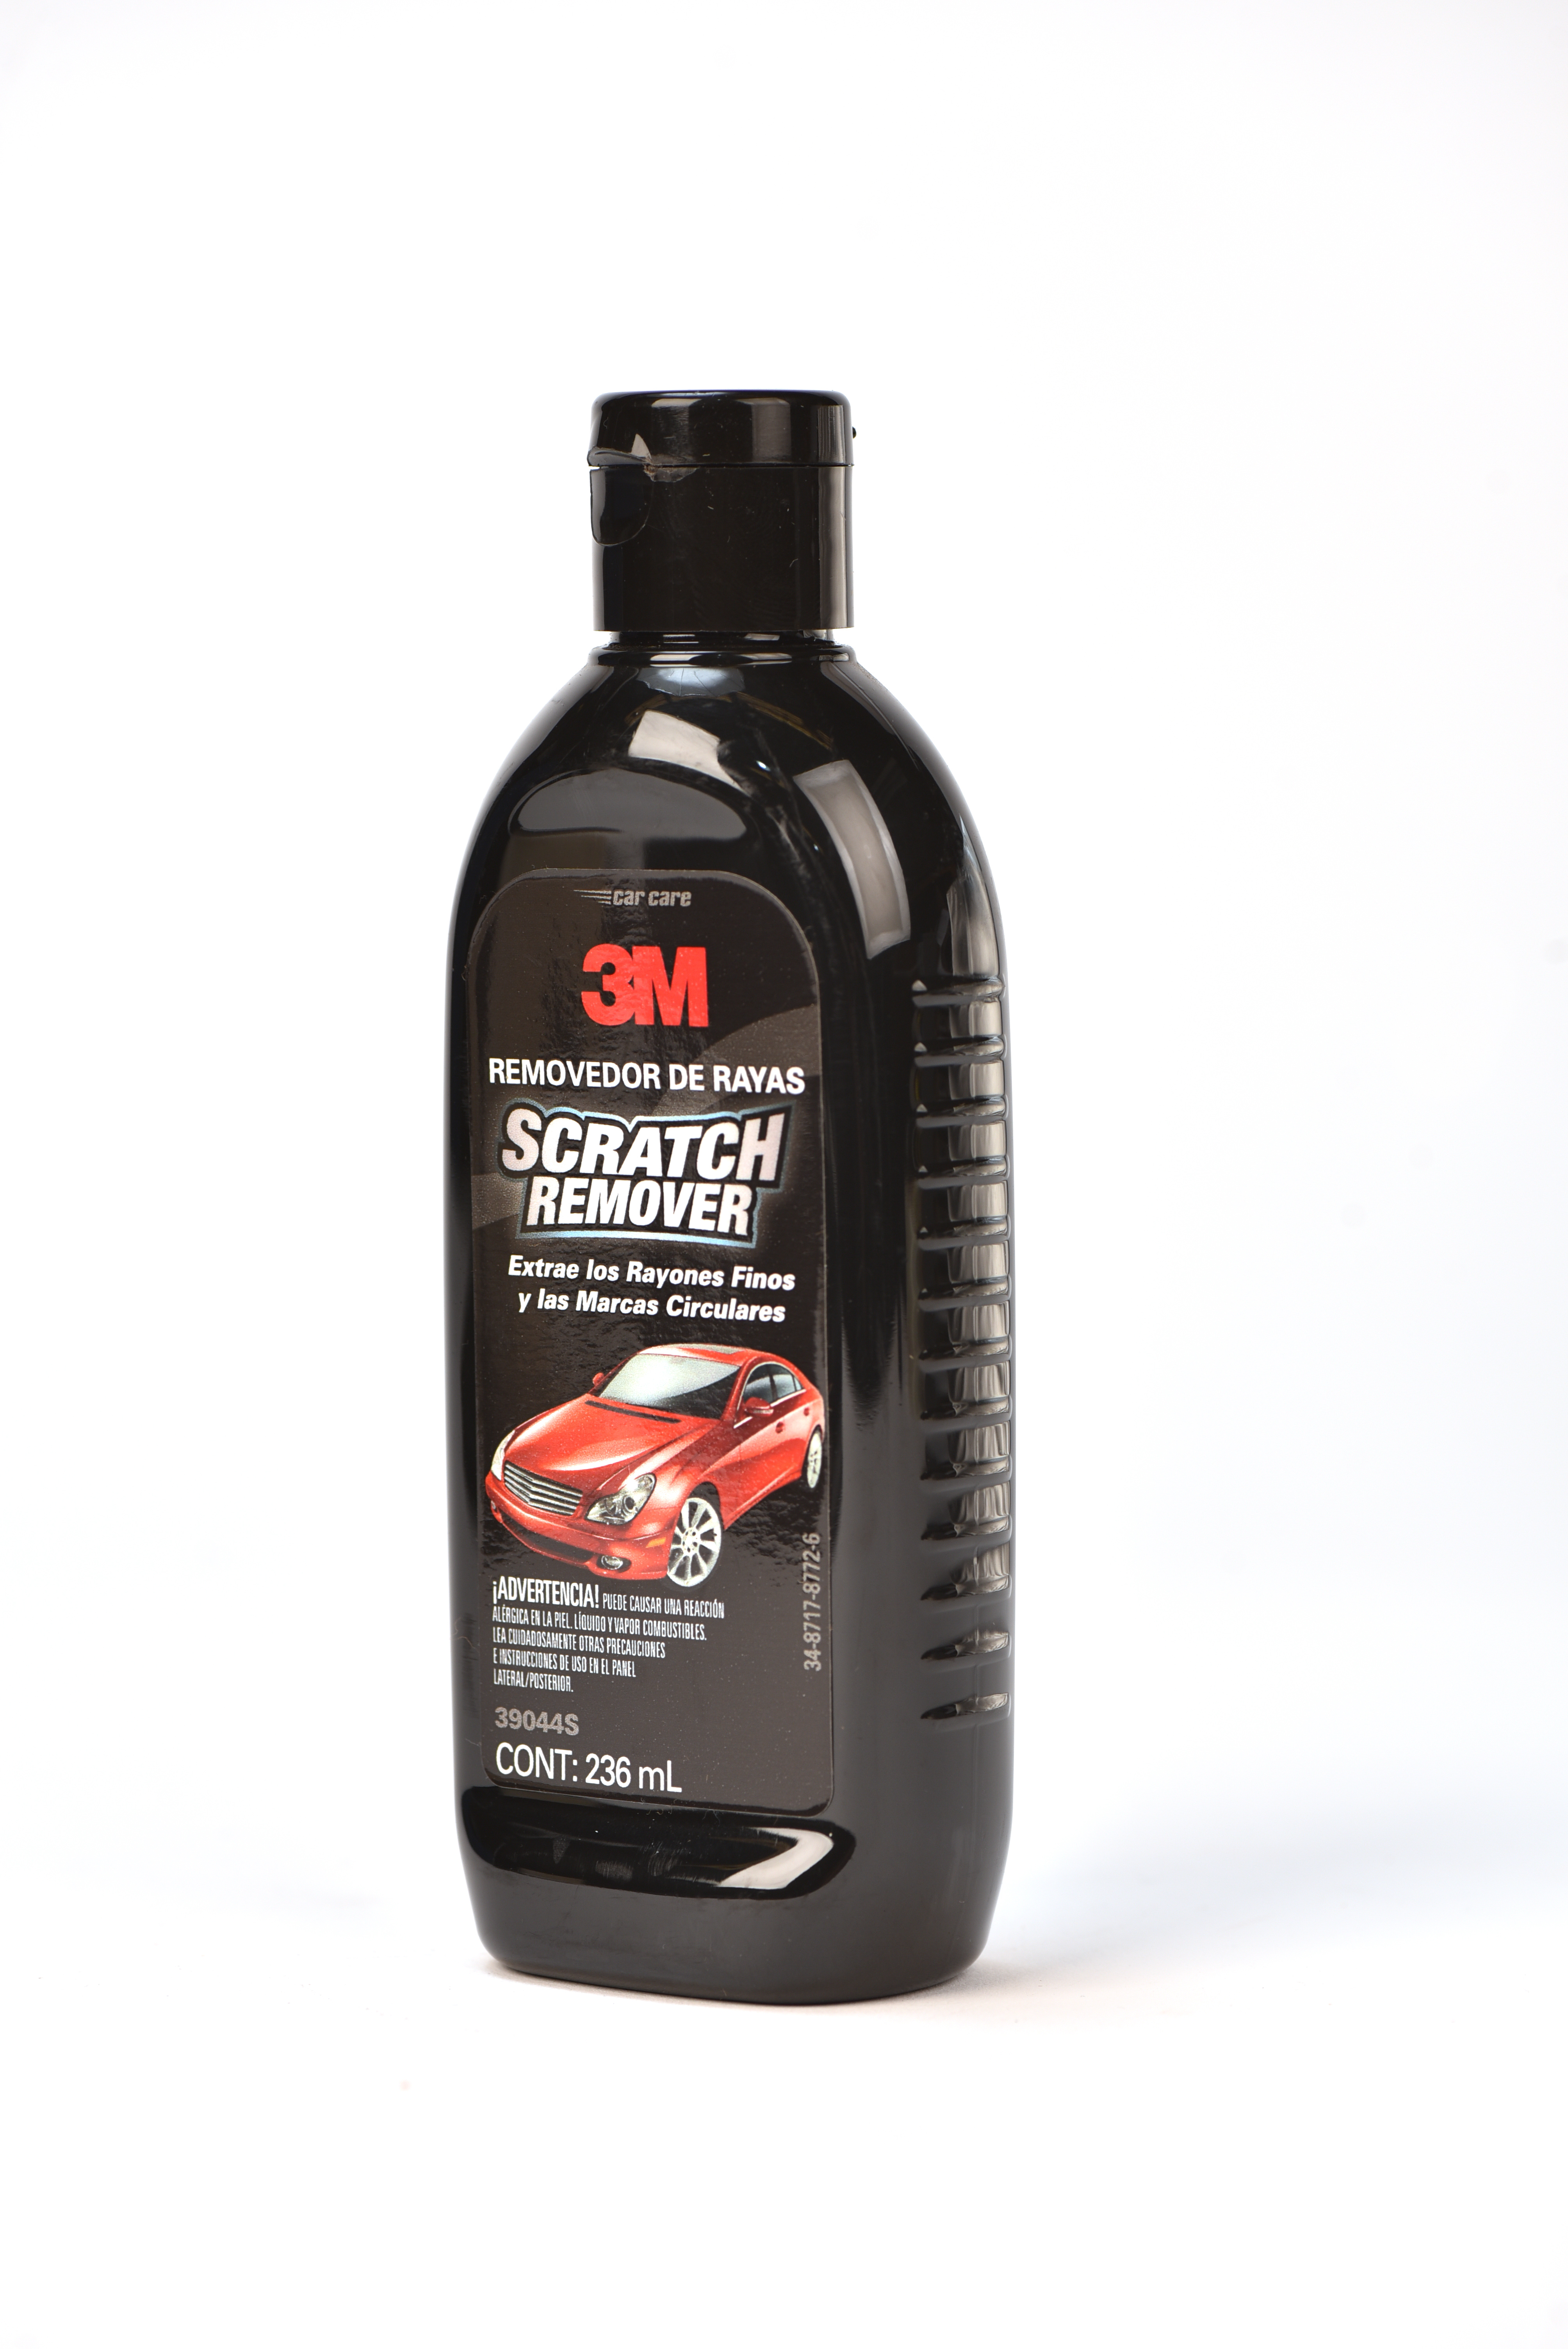 car care
3M
REMOVEDOR DE RAYAS
SCRATCH
REMOVER
Extrae los Rayones Finos
y las Marcas Circulares
¡ADVERTENCIA! PUEDE CAUSAR UNA REACCIÓN
ALÉRGICA EN LA PIEL. LÍQUIDO Y VAPOR COMBUSTIBLES.
LEA CUIDADOSAMENTE OTRAS PRECAUCIONES
E INSTRUCCIONES DE USO EN EL PANEL
LATERAL/POSTERIOR.
34-8717-8772-6
39044S
CONT: 236 mL